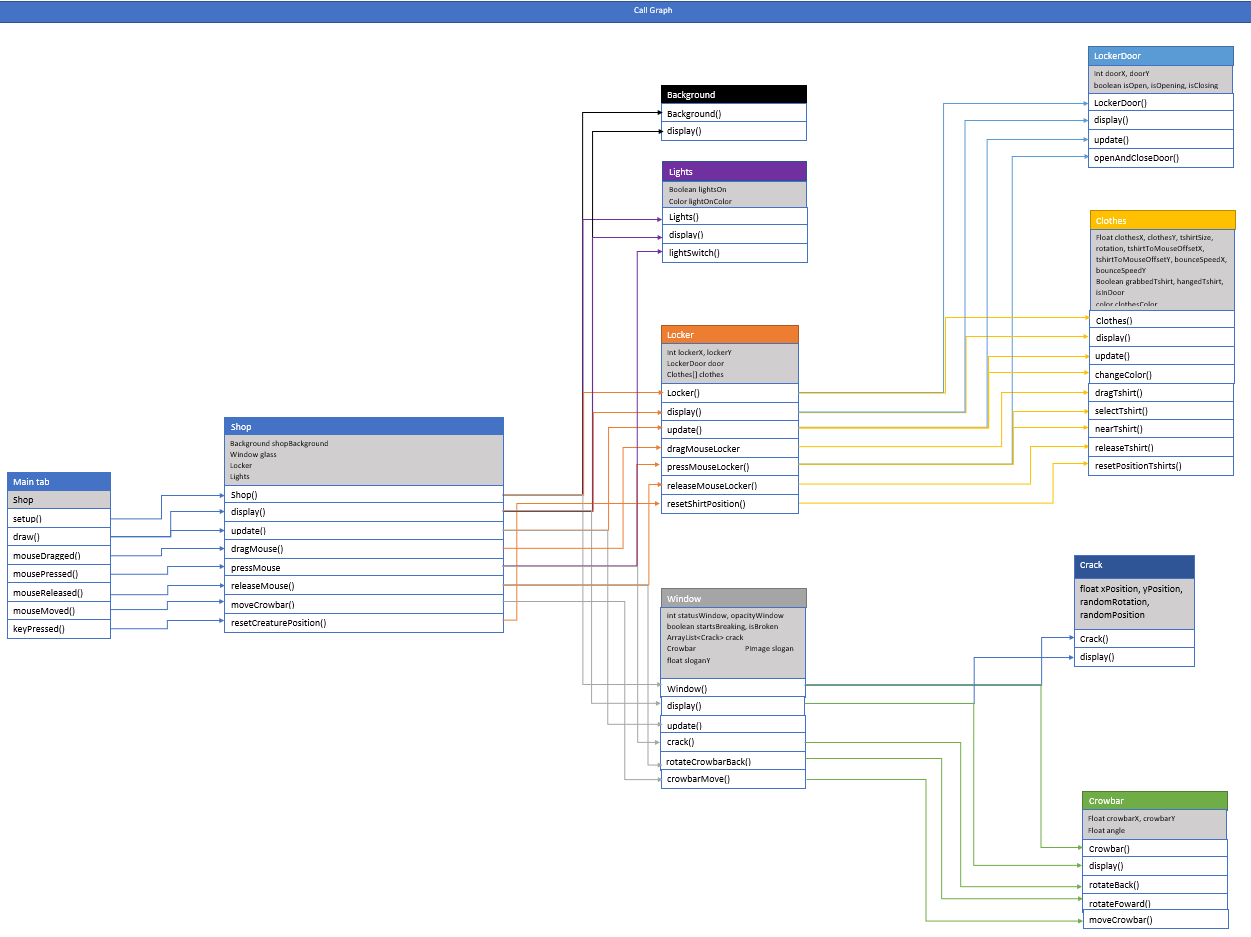 Call Graph
Main tab
Shop
setup()
draw()
mouseDragged()
mousePressed()
mouseReleased()
mouseMoved()
keyPressed()
Shop
Background shopBackground
Window glass
Locker
Lights
Shop()
display()
update()
dragMouse()
pressMouse
releaseMouse()
moveCrowbar()
resetCreaturePosition()
Background
Background()
display()
Lights
Boolean lightsOn
Color lightOnColor
Lights()
display()
lightSwitch()
Locker
Int lockerX, lockerY
LockerDoor door
Clothes[] clothes
Locker()
display()
update()
dragMouseLocker
pressMouseLocker()
releaseMouseLocker()
resetShirtPosition()
Window
int statusWindow, opacityWindow
boolean startsBreaking, isBroken
ArrayList<Crack> crack
Crowbar PImage slogan
float sloganY
Window()
display()
update()
crack()
rotateCrowbarBack()
crowbarMove()
LockerDoor
Int doorX, doorY
boolean isOpen, isOpening, isClosing
LockerDoor()
display()
update()
openAndCloseDoor()
Clothes
Float clothesX, clothesY, tshirtSize,
rotation, tshirtToMouseOffsetX,
tshirtToMouseOffsetY, bounceSpeedX,
bounceSpeedY
Boolean grabbedTshirt, hangedTshirt,
isInDoor
color clothesColor
Clothes()
display()
update()
changeColor()
dragTshirt()
selectTshirt()
nearTshirt()
releaseTshirt()
resetPositionTshirts()
Crack
float xPosition, yPosition,
randomRotation,
randomPosition
Crack()
display()
Crowbar
Float crowbarX, crowbarY
Float angle
Crowbar()
display()
rotateBack()
rotateFoward()
moveCrowbar()